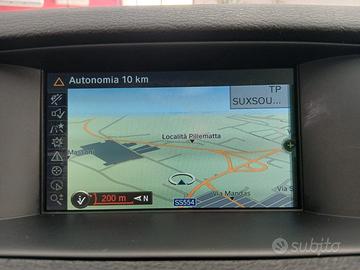 Autonomia 10 km
TP
SUXSOU...
Località Pillematta
Via Mandas
Via S
SS554
200 m
N
subito